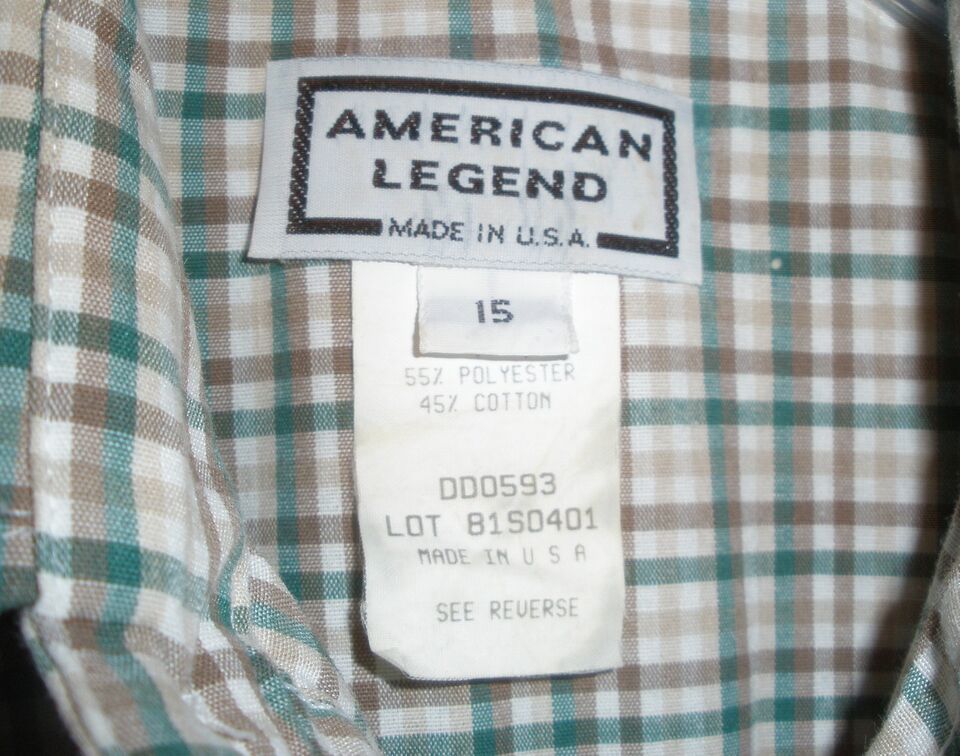 AMERICAN
LEGEND
MADE IN U.S.A.
15
55% POLYESTER
45% COTTON
DD0593
LOT 81S0401
MADE IN U S A
SEE REVERSE